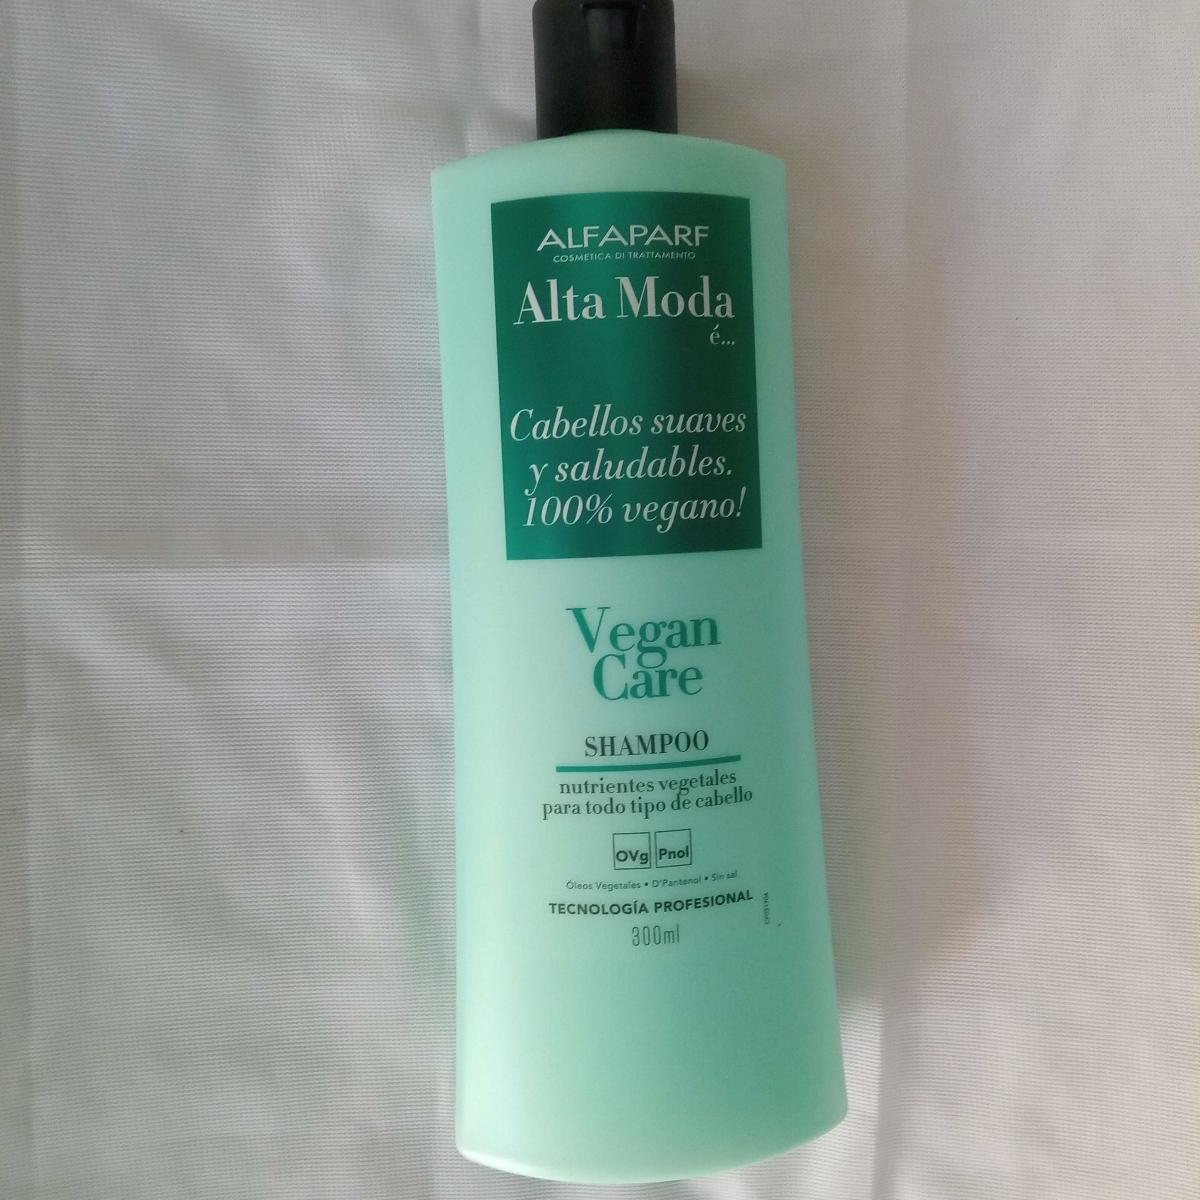 ALFAPARF
COSMETICA DI TRATTAMENTO
Alta Moda
é...
Cabellos suaves
y saludables.
100% vegano!
Vegan
Care
SHAMPOO
nutrientes vegetales
para todo tipo de cabello
OVg Pnol
Óleos Vegetales • D'Pantenol • Sin sal
TECNOLOGÍA PROFESIONAL
300ml